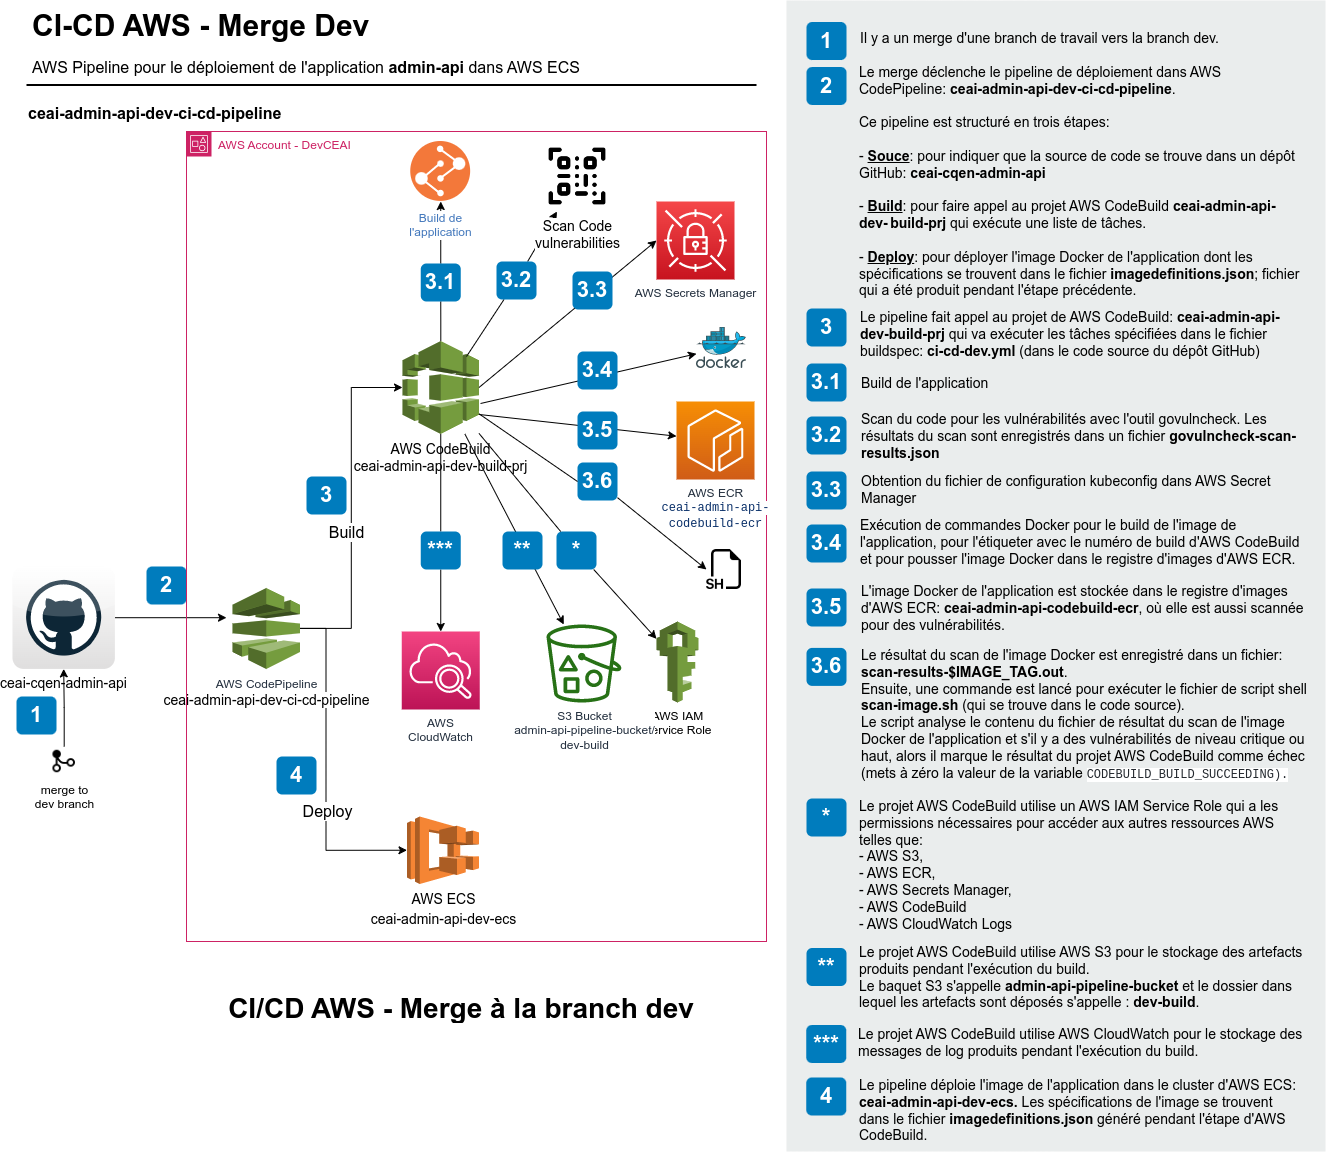 CI-CD AWS - Merge Dev
AWS Pipeline pour le déploiement de l'application admin-api dans AWS ECS
ceai-admin-api-dev-ci-cd-pipeline
AWS Account - DevCEAI
Build de
l'application
Scan Code
vulnerabilities
AWS Secrets Manager
3.1
3.2
3.3
docker
3.4
3.5
3.6
AWS CodeBuild
ceai-admin-api-dev-build-prj
AWS ECR
ceai-admin-api-
codebuild-ecr
3
Build
***
**
*
SH
2
ceai-cqen-admin-api
AWS CodePipeline
ceai-admin-api-dev-ci-cd-pipeline
1
merge to
dev branch
AWS
CloudWatch
S3 Bucket
admin-api-pipeline-bucket/
dev-build
AWS IAM
ervice Role
4
Deploy
AWS ECS
ceai-admin-api-dev-ecs
CI/CD AWS - Merge à la branch dev
1
Il y a un merge d'une branch de travail vers la branch dev.
2
Le merge déclenche le pipeline de déploiement dans AWS
CodePipeline: ceai-admin-api-dev-ci-cd-pipeline.
Ce pipeline est structuré en trois étapes:
- Souce: pour indiquer que la source de code se trouve dans un dépôt
GitHub: ceai-cqen-admin-api
- Build: pour faire appel au projet AWS CodeBuild ceai-admin-api-
dev- build-prj qui exécute une liste de tâches.
- Deploy: pour déployer l'image Docker de l'application dont les
spécifications se trouvent dans le fichier imagedefinitions.json; fichier
qui a été produit pendant l'étape précédente.
3
Le pipeline fait appel au projet de AWS CodeBuild: ceai-admin-api-
dev-build-prj qui va exécuter les tâches spécifiées dans le fichier
buildspec: ci-cd-dev.yml (dans le code source du dépôt GitHub)
3.1
Build de l'application
3.2
Scan du code pour les vulnérabilités avec l'outil govulncheck. Les
résultats du scan sont enregistrés dans un fichier govulncheck-scan-
results.json
3.3
Obtention du fichier de configuration kubeconfig dans AWS Secret
Manager
3.4
Exécution de commandes Docker pour le build de l'image de
l'application, pour l'étiqueter avec le numéro de build d'AWS CodeBuild
et pour pousser l'image Docker dans le registre d'images d'AWS ECR.
3.5
L'image Docker de l'application est stockée dans le registre d'images
d'AWS ECR: ceai-admin-api-codebuild-ecr, où elle est aussi scannée
pour des vulnérabilités.
3.6
Le résultat du scan de l'image Docker est enregistré dans un fichier:
scan-results-$IMAGE_TAG.out.
Ensuite, une commande est lancé pour exécuter le fichier de script shell
scan-image.sh (qui se trouve dans le code source).
Le script analyse le contenu du fichier de résultat du scan de l'image
Docker de l'application et s'il y a des vulnérabilités de niveau critique ou
haut, alors il marque le résultat du projet AWS CodeBuild comme échec
(mets à zéro la valeur de la variable CODEBUILD_BUILD_SUCCEEDING).
*
Le projet AWS CodeBuild utilise un AWS IAM Service Role qui a les
permissions nécessaires pour accéder aux autres ressources AWS
telles que:
- AWS S3,
- AWS ECR,
- AWS Secrets Manager,
- AWS CodeBuild
- AWS CloudWatch Logs
**
Le projet AWS CodeBuild utilise AWS S3 pour le stockage des artefacts
produits pendant l'exécution du build.
Le baquet S3 s'appelle admin-api-pipeline-bucket et le dossier dans
lequel les artefacts sont déposés s'appelle : dev-build.
***
Le projet AWS CodeBuild utilise AWS CloudWatch pour le stockage des
messages de log produits pendant l'exécution du build.
4
Le pipeline déploie l'image de l'application dans le cluster d'AWS ECS:
ceai-admin-api-dev-ecs. Les spécifications de l'image se trouvent
dans le fichier imagedefinitions.json généré pendant l'étape d'AWS
CodeBuild.